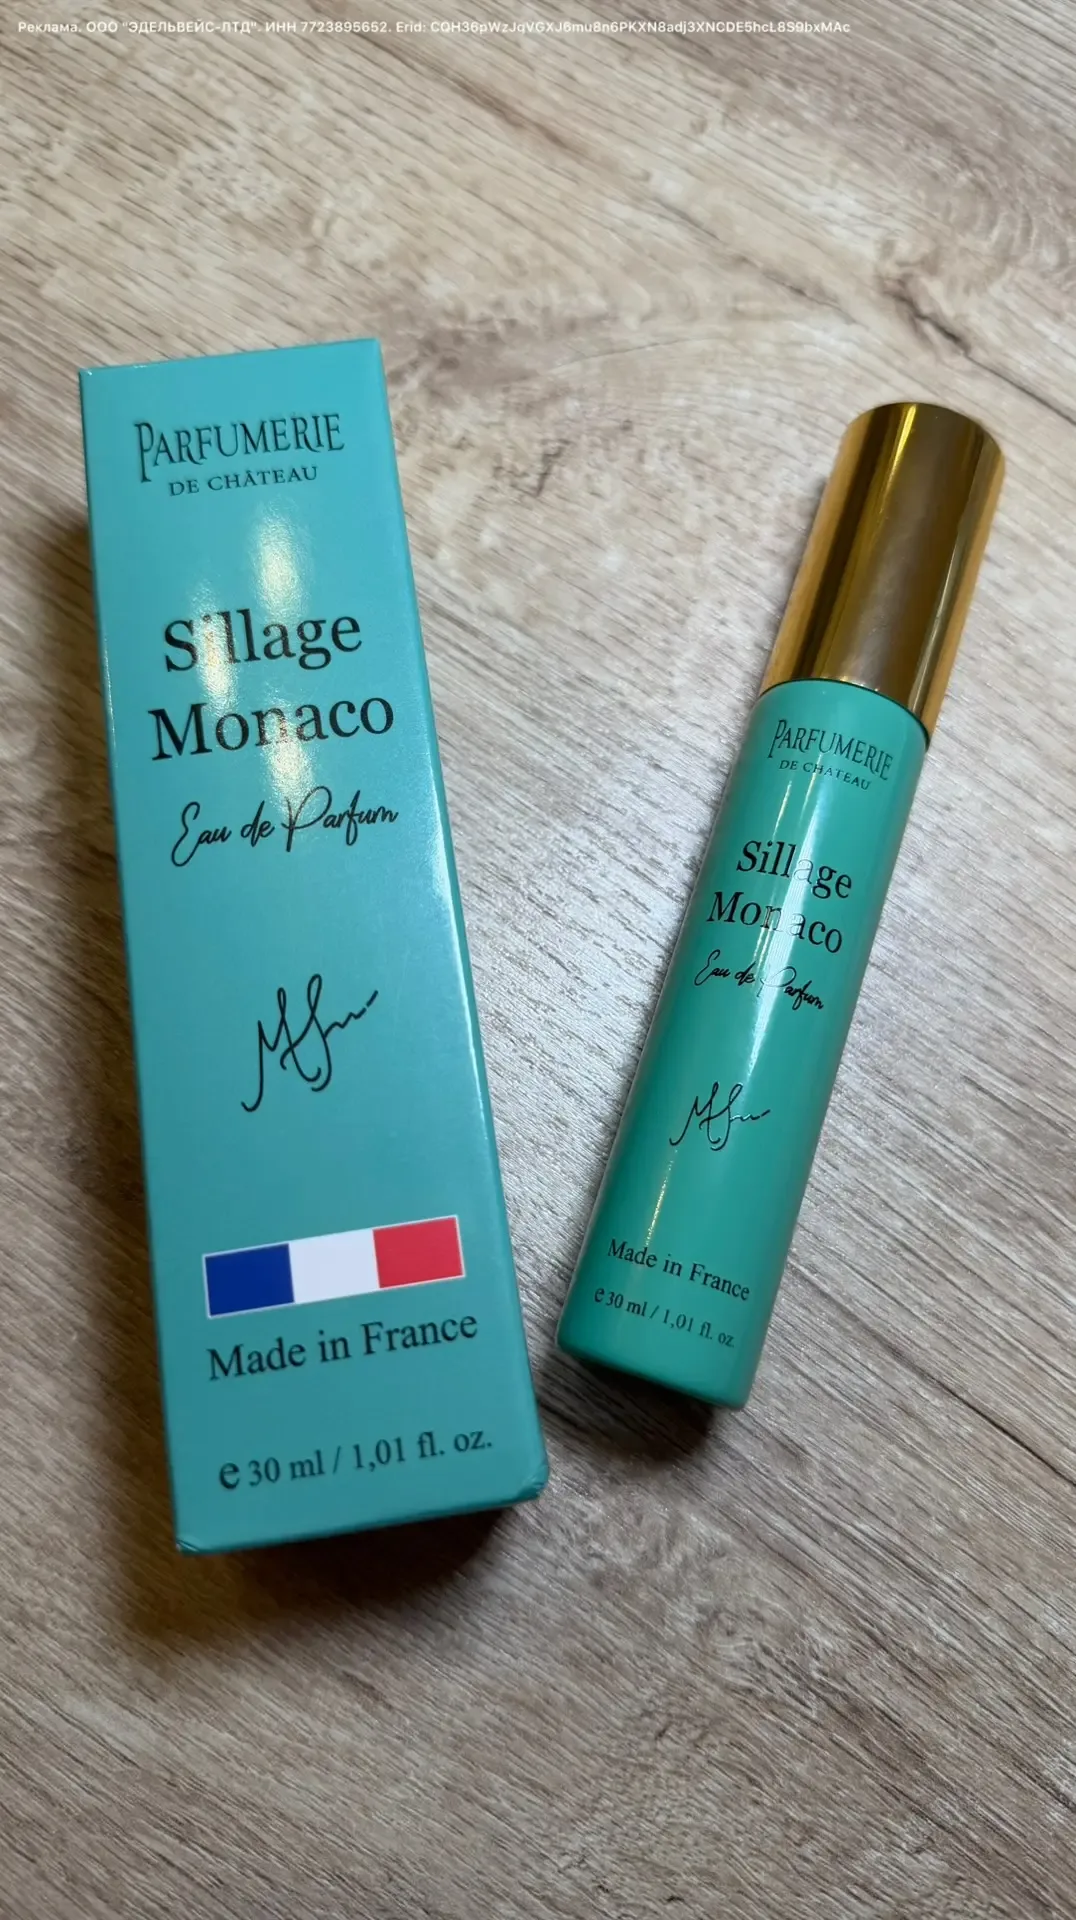 Реклама. ООО "ЭДЕЛЬВЕЙС-ЛТД". ИНН 7723895652. Erid: CQH36pWzJqVGXJ6mu8n6PKXN8adj3XNCDE5hcL8S9bxMAc
PARFUMERIE
DE CHÂTEAU
Sillage
Monaco
Eau de Parfum
Made in France
e 30 ml / 1,01 fl. oz.
PARFUMERIE
DE CHÂTEAU
Sillage
Monaco
Eau de Parfum
Made in France
e 30 ml / 1,01 fl. oz